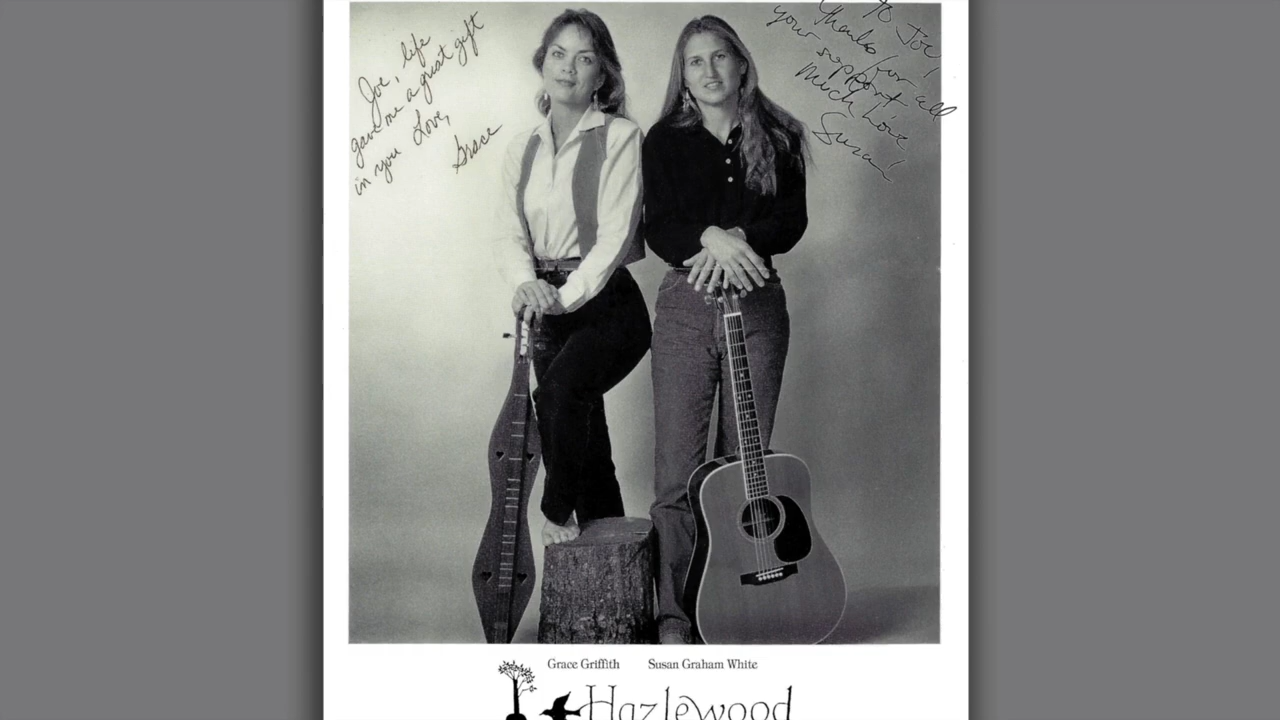 Joe, life
gave me a great gift
in you Love,
Grace
To Joe!
Thanks for
your support all
Much Love
Susan!
Grace Griffith Susan Graham White
Hazlewood